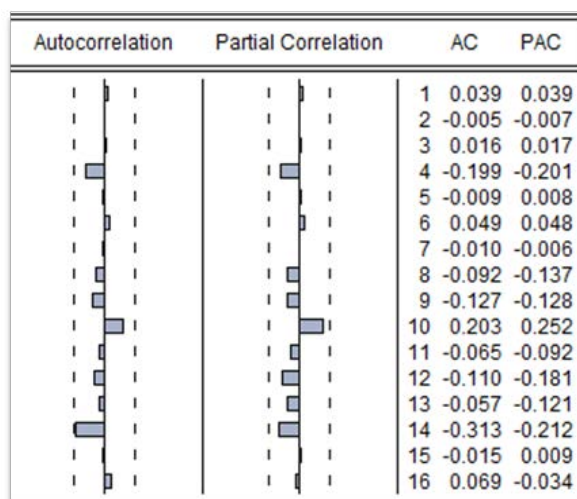 Autocorrelation Partial Correlation AC PAC
1 0.039 0.039
2 -0.005 -0.007
3 0.016 0.017
4 -0.199 -0.201
5 -0.009 0.008
6 0.049 0.048
7 -0.010 -0.006
8 -0.092 -0.137
9 -0.127 -0.128
10 0.203 0.252
11 -0.065 -0.092
12 -0.110 -0.181
13 -0.057 -0.121
14 -0.313 -0.212
15 -0.015 0.009
16 0.069 -0.034